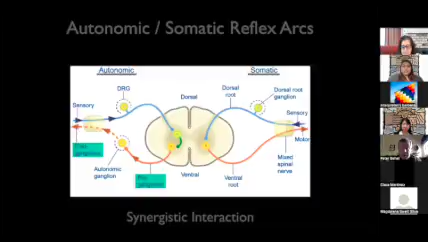 Autonomic / Somatic Reflex Arcs
Autonomic
Somatic
DRG
Dorsal
Dorsal
root
Dorsal root
ganglion
Sensory
Sensory
Motor
Autonomic
ganglion
Ventral
Ventral
root
Mixed
spinal
nerve
Synergistic Interaction